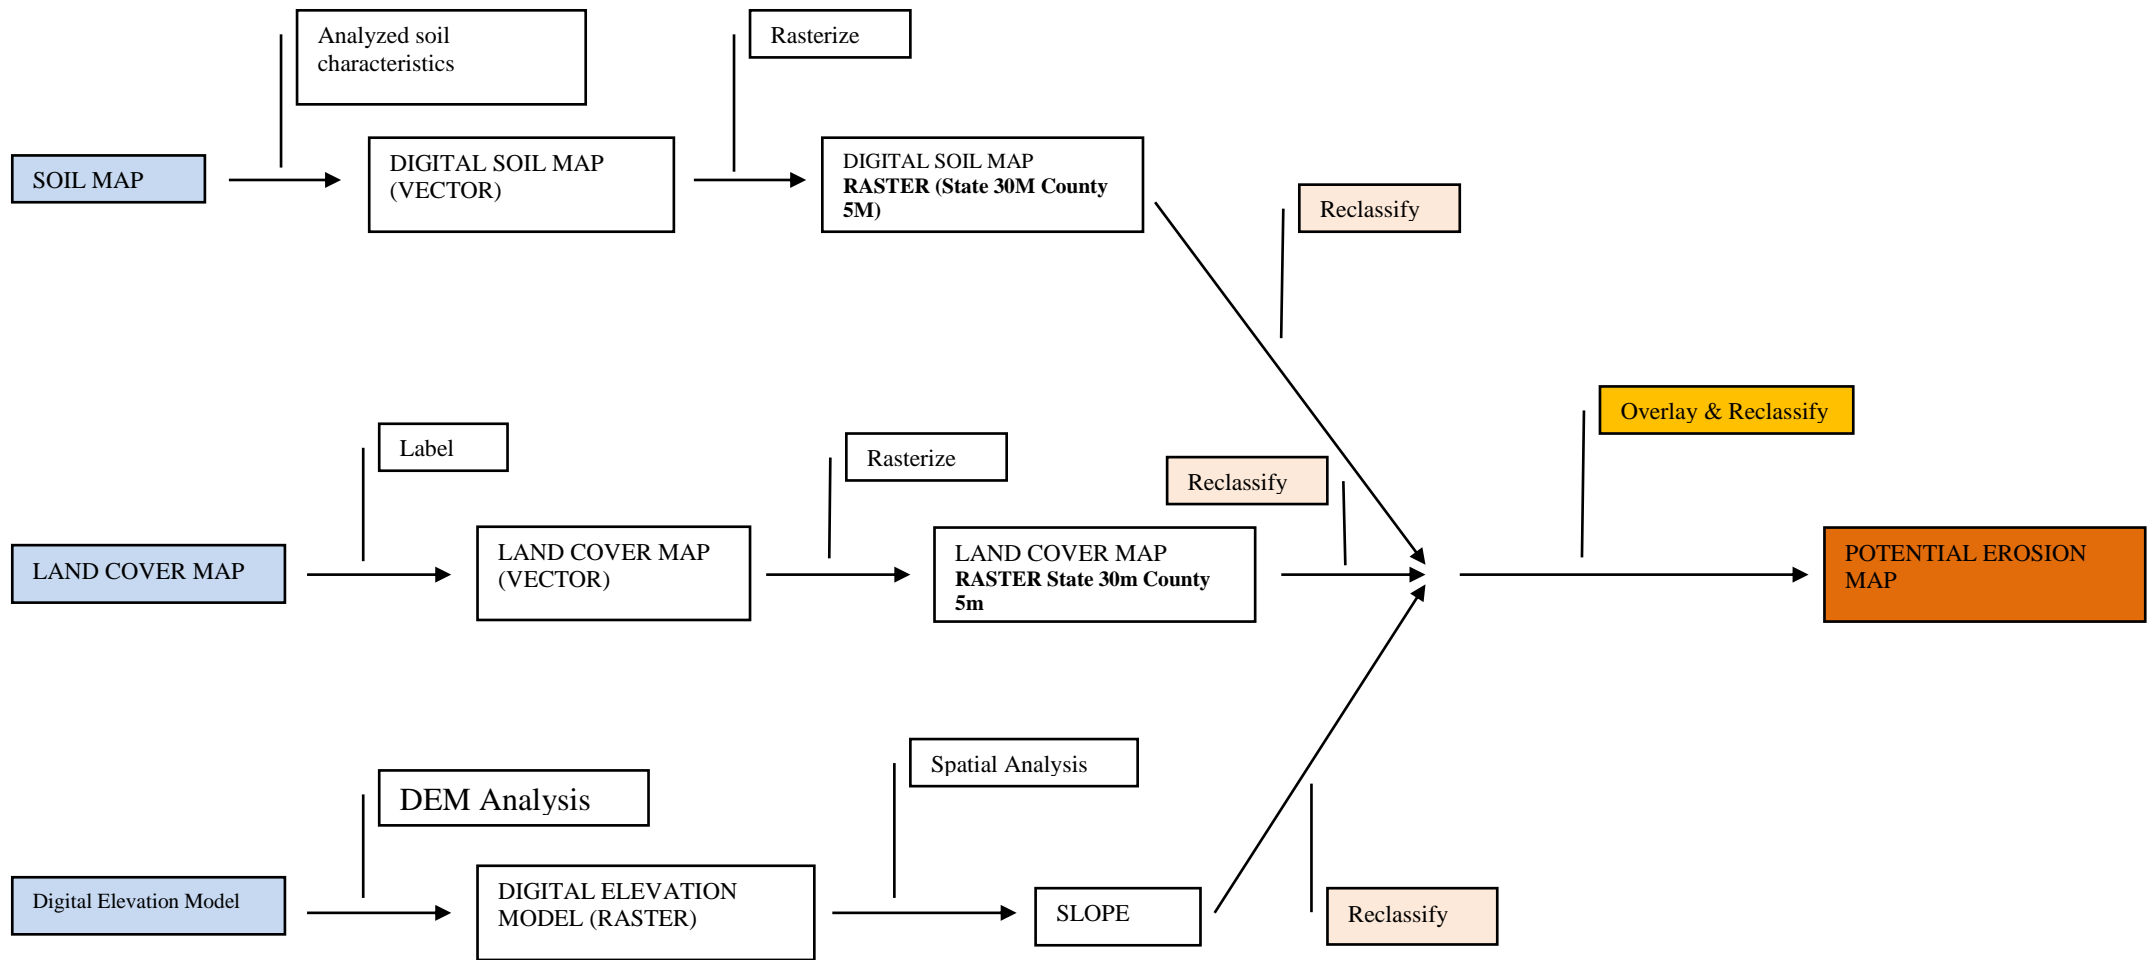 Analyzed soil
characteristics
Rasterize
SOIL MAP
DIGITAL SOIL MAP
(VECTOR)
DIGITAL SOIL MAP
RASTER (State 30M County
5M)
Reclassify
Overlay & Reclassify
Label
Rasterize
Reclassify
LAND COVER MAP
LAND COVER MAP
(VECTOR)
LAND COVER MAP
RASTER State 30m County
5m
POTENTIAL EROSION
MAP
DEM Analysis
Spatial Analysis
Digital Elevation Model
DIGITAL ELEVATION
MODEL (RASTER)
SLOPE
Reclassify